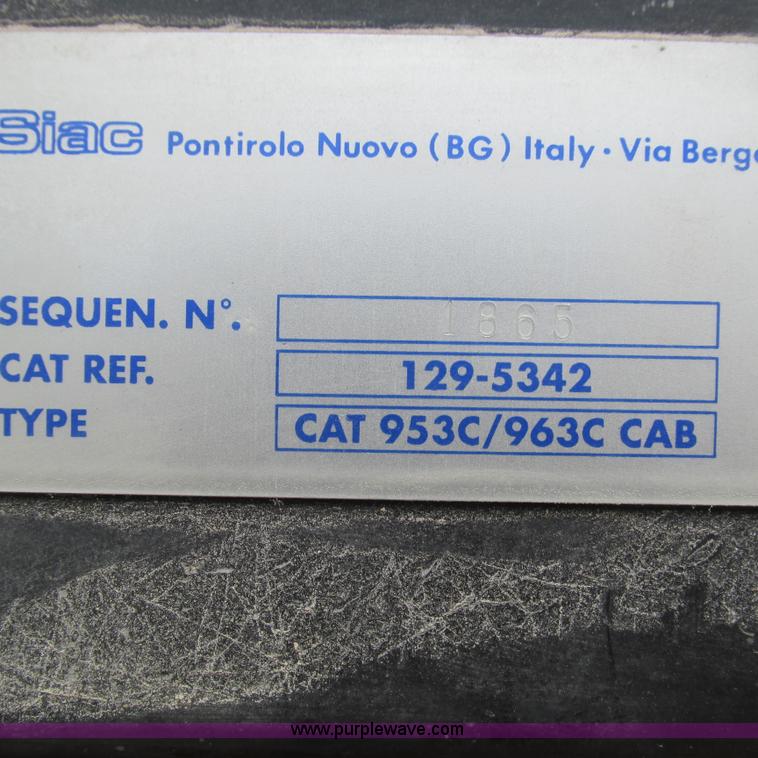 Siac Pontirolo Nuovo (BG) Italy · Via
SEQUEN. N°. 1865
CAT REF. 129-5342
TYPE CAT 953C/963C CAB
www.purplewave.com